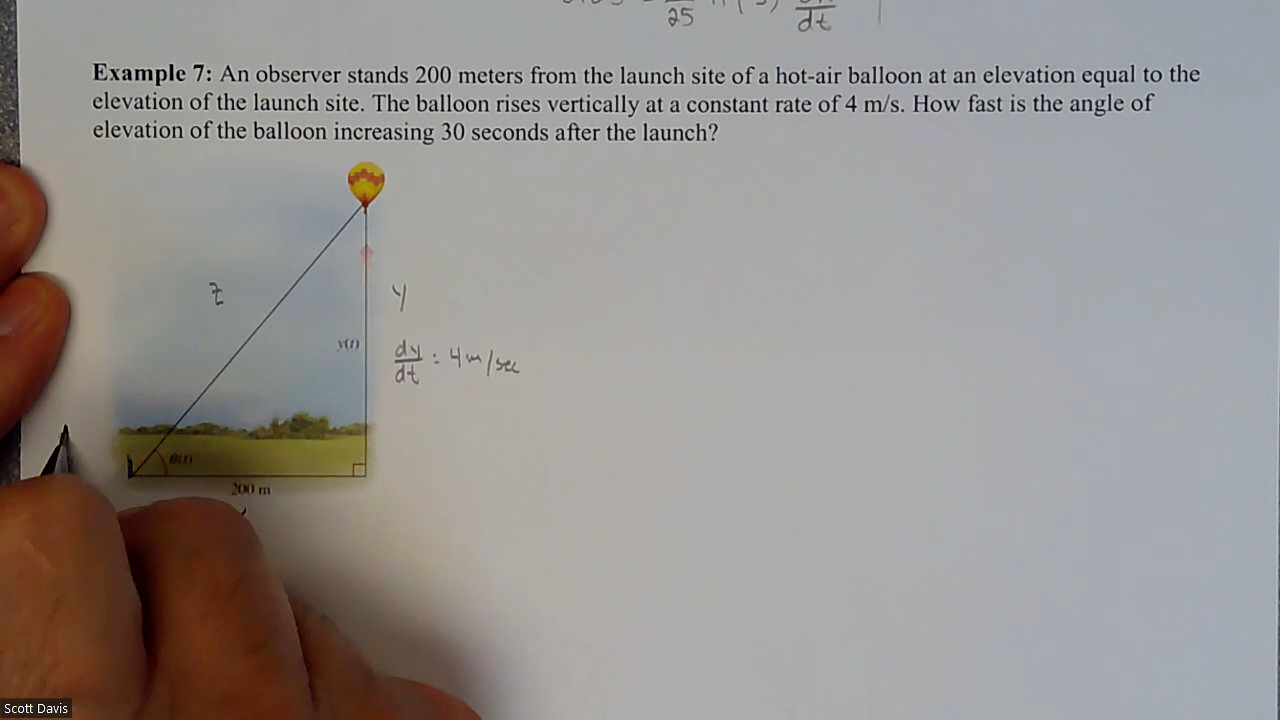 25
dt
Example 7: An observer stands 200 meters from the launch site of a hot-air balloon at an elevation equal to the
elevation of the launch site. The balloon rises vertically at a constant rate of 4 m/s. How fast is the angle of
elevation of the balloon increasing 30 seconds after the launch?
z
y
y(t)
dy
dt
= 4 m/sec
θ(t)
200 m
Scott Davis